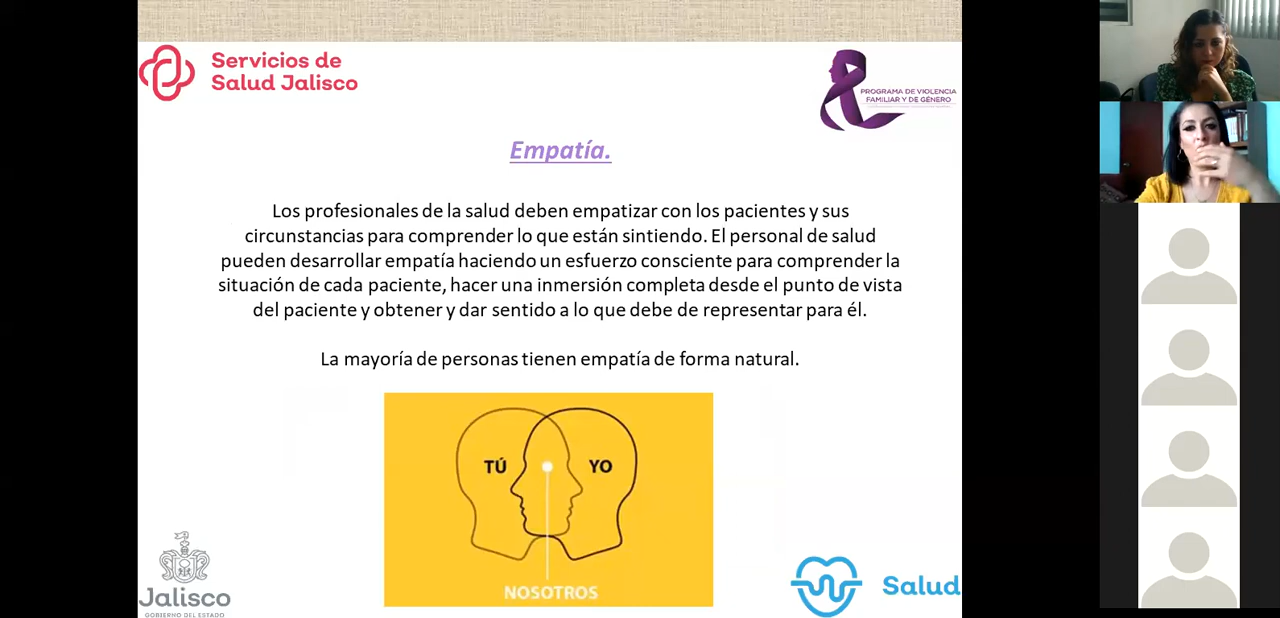 Servicios de
Salud Jalisco
PROGRAMA DE VIOLENCIA
FAMILIAR Y DE GÉNERO
Empatía.
Los profesionales de la salud deben empatizar con los pacientes y sus
circunstancias para comprender lo que están sintiendo. El personal de salud
pueden desarrollar empatía haciendo un esfuerzo consciente para comprender la
situación de cada paciente, hacer una inmersión completa desde el punto de vista
del paciente y obtener y dar sentido a lo que debe de representar para él.
La mayoría de personas tienen empatía de forma natural.
TÚ
YO
NOSOTROS
Jalisco
GOBIERNO DEL ESTADO
Salud